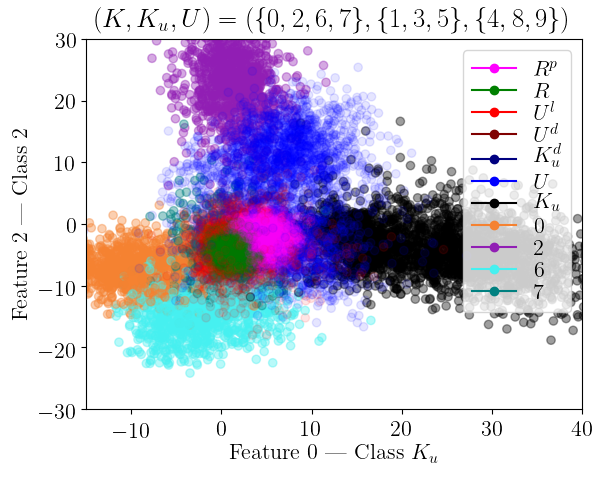 (K, K_u, U) = ({0, 2, 6, 7}, {1, 3, 5}, {4, 8, 9})
30
20
10
0
−10
−20
−30
Feature 2 — Class 2
R^p
R
U^l
U^d
K_u^d
U
K_u
0
2
6
7
−10 0 10 20 30 40
Feature 0 — Class K_u